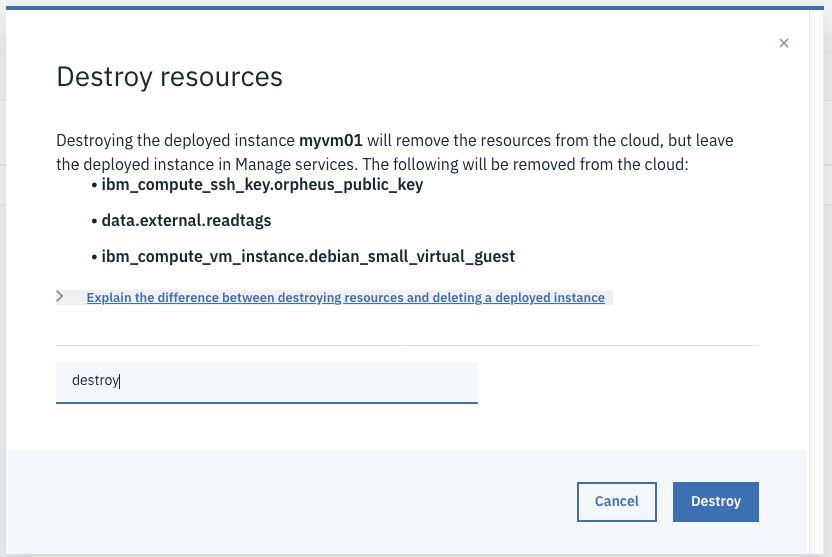 ×
Destroy resources
Destroying the deployed instance myvm01 will remove the resources from the cloud, but leave
the deployed instance in Manage services. The following will be removed from the cloud:
• ibm_compute_ssh_key.orpheus_public_key
• data.external.readtags
• ibm_compute_vm_instance.debian_small_virtual_guest
Explain the difference between destroying resources and deleting a deployed instance
destroy
Cancel Destroy